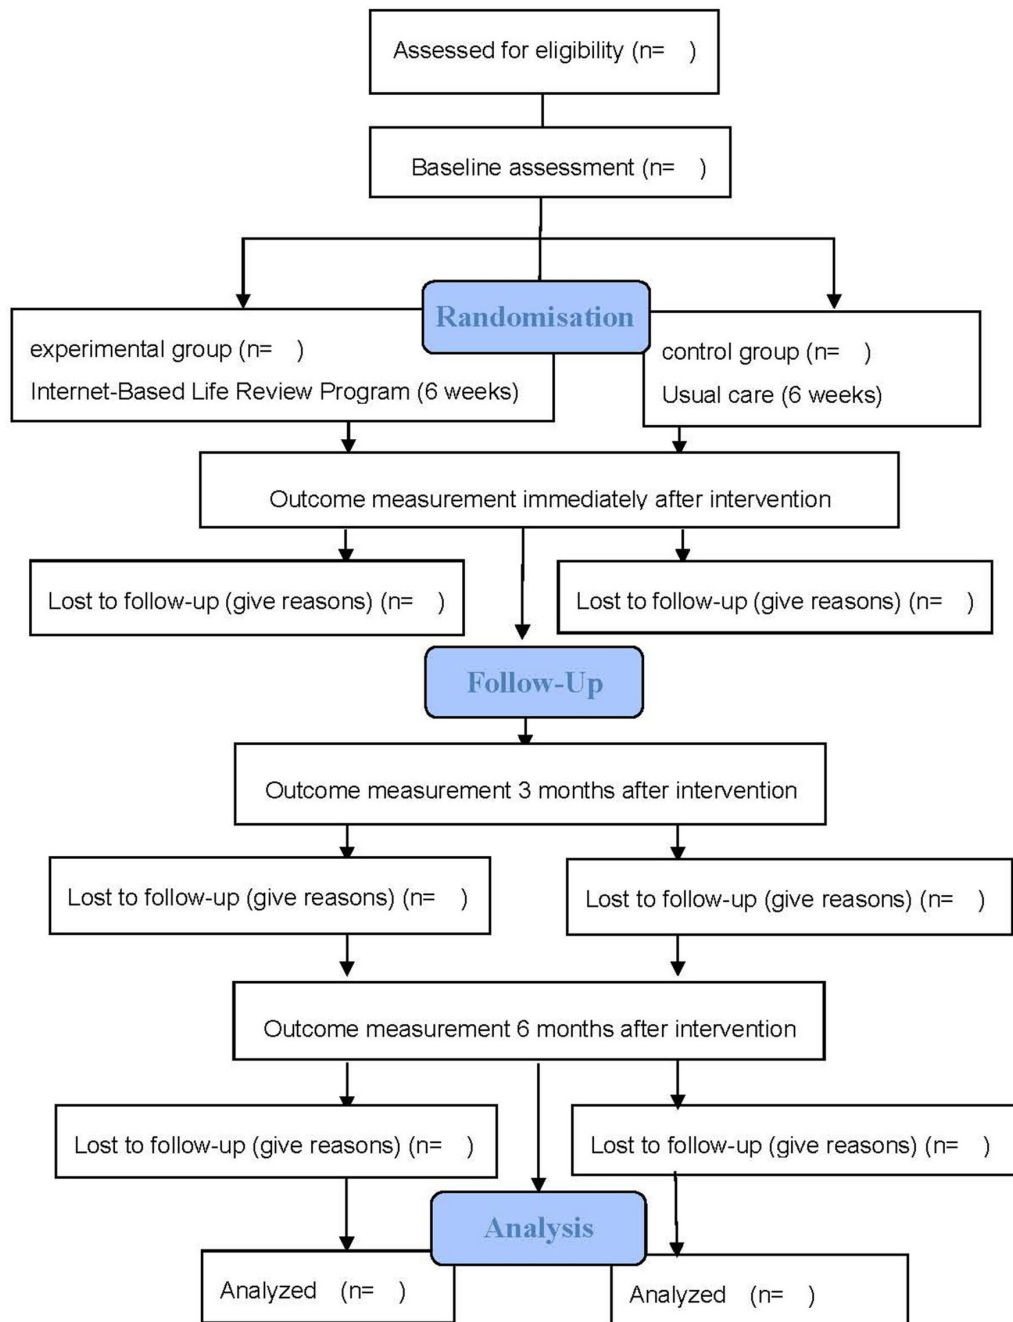 Assessed for eligibility (n=    )
Baseline assessment (n=    )
Randomisation
experimental group (n=    )
Internet-Based Life Review Program (6 weeks)
control group (n=    )
Usual care (6 weeks)
Outcome measurement immediately after intervention
Lost to follow-up (give reasons) (n=    )
Lost to follow-up (give reasons) (n=    )
Follow-Up
Outcome measurement 3 months after intervention
Lost to follow-up (give reasons) (n=    )
Lost to follow-up (give reasons) (n=    )
Outcome measurement 6 months after intervention
Lost to follow-up (give reasons) (n=    )
Lost to follow-up (give reasons) (n=    )
Analysis
Analyzed    (n=    )
Analyzed    (n=    )